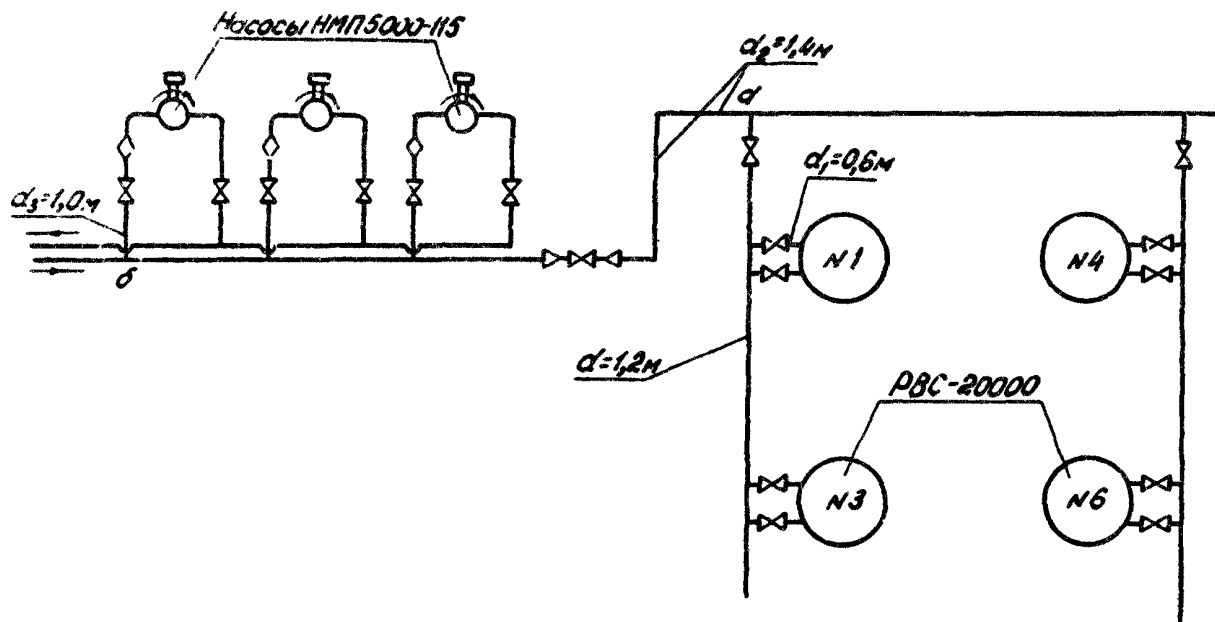 Насосы НМП5000-115
d₂=1,4м
а
d₁=0,6м
d₃=1,0м
б
N1
N4
d=1,2м
РВС-20000
N3
N6